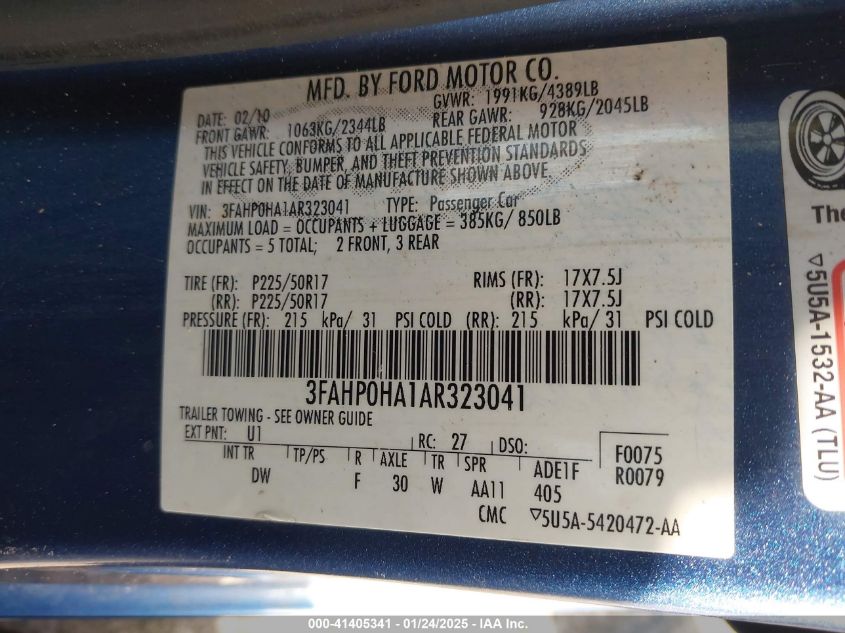 MFD. BY FORD MOTOR CO.
DATE: 02/10 GVWR: 1991KG/4389LB
FRONT GAWR: 1063KG/2344LB REAR GAWR: 928KG/2045LB
THIS VEHICLE CONFORMS TO ALL APPLICABLE FEDERAL MOTOR
VEHICLE SAFETY, BUMPER, AND THEFT PREVENTION STANDARDS
IN EFFECT ON THE DATE OF MANUFACTURE SHOWN ABOVE.
VIN: 3FAHP0HA1AR323041 TYPE: Passenger Car
MAXIMUM LOAD = OCCUPANTS + LUGGAGE = 385KG/ 850LB
OCCUPANTS = 5 TOTAL; 2 FRONT, 3 REAR
TIRE (FR): P225/50R17 RIMS (FR): 17X7.5J
(RR): P225/50R17 (RR): 17X7.5J
PRESSURE (FR): 215 kPa/ 31 PSI COLD (RR): 215 kPa/ 31 PSI COLD
3FAHP0HA1AR323041
TRAILER TOWING - SEE OWNER GUIDE
EXT PNT: U1 RC: 27 DSO: F0075
INT TR TP/PS R AXLE TR SPR ADE1F R0079
DW F 30 W AA11 405
CMC ▽5U5A-5420472-AA
The
▽5U5A-1532-AA (TLU)
000-41405341 - 01/24/2025 - IAA Inc.